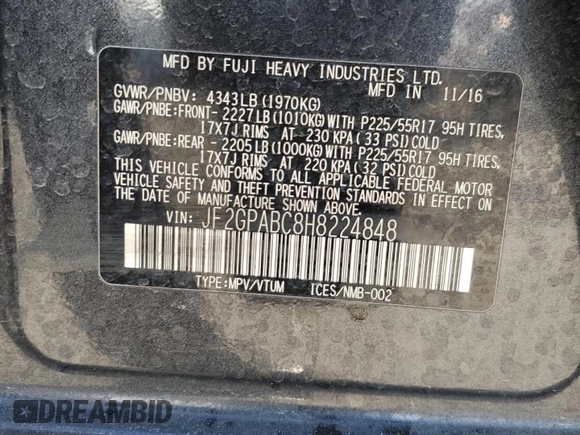 MFD BY FUJI HEAVY INDUSTRIES LTD.
MFD IN 11/16
GVWR/PNBV: 4343LB(1970KG)
GAWR/PNBE:FRONT- 2227LB(1010KG)WITH P225/55R17 95H TIRES,
17X7J RIMS AT 230 KPA(33 PSI)COLD
GAWR/PNBE:REAR - 2205LB(1000KG)WITH P225/55R17 95H TIRES,
17X7J RIMS AT 220 KPA(32 PSI)COLD
THIS VEHICLE CONFORMS TO ALL APPLICABLE FEDERAL MOTOR
VEHICLE SAFETY AND THEFT PREVENTION STANDARDS IN EFFECT ON
THE DATE OF MANUFACTURE SHOWN ABOVE.
VIN: JF2GPABC8H8224848
TYPE:MPV/VTUM ICES/NMB-002
DREAMBID